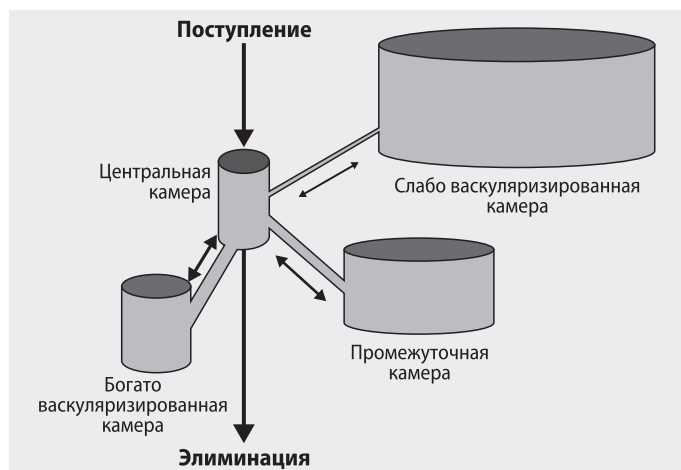 Поступление
Центральная
камера
Слабо васкуляризированная
камера
Промежуточная
камера
Богато
васкуляризированная
камера
Элиминация